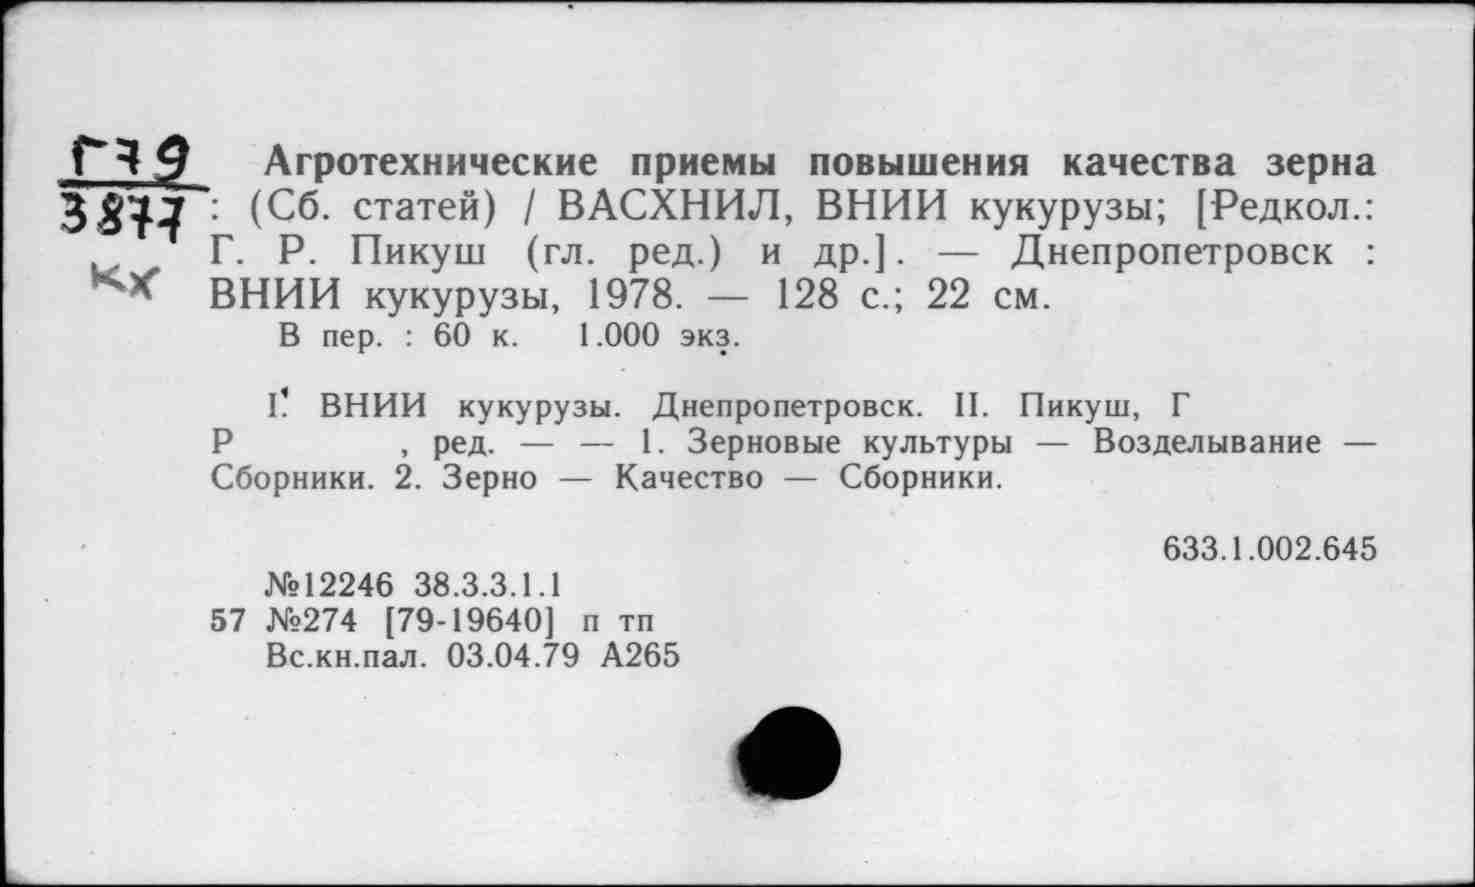 Г79
3877
КХ
Агротехнические приемы повышения качества зерна
: (Сб. статей) / ВАСХНИЛ, ВНИИ кукурузы; [Редкол.:
Г. Р. Пикуш (гл. ред.) и др.]. — Днепропетровск :
ВНИИ кукурузы, 1978. — 128 с.; 22 см.
В пер. : 60 к. 1.000 экз.
I. ВНИИ кукурузы. Днепропетровск. II. Пикуш, Г
Р , ред. — — 1. Зерновые культуры — Возделывание —
Сборники. 2. Зерно — Качество — Сборники.
633.1.002.645
№12246 38.3.3.1.1
57 №274 [79-19640] п тп
Вс.кн.пал. 03.04.79 А265